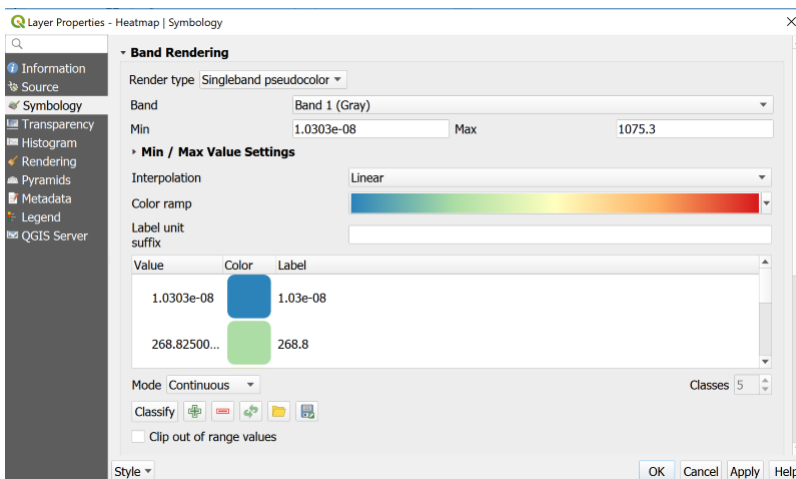 Layer Properties - Heatmap | Symbology
Information
Source
Symbology
Transparency
Histogram
Rendering
Pyramids
Metadata
Legend
QGIS Server
Band Rendering
Render type Singleband pseudocolor
Band Band 1 (Gray)
Min 1.0303e-08 Max 1075.3
Min / Max Value Settings
Interpolation Linear
Color ramp
Label unit
suffix
Value Color Label
1.0303e-08 1.03e-08
268.82500... 268.8
Mode Continuous Classes 5
Classify
Clip out of range values
Style OK Cancel Apply Help